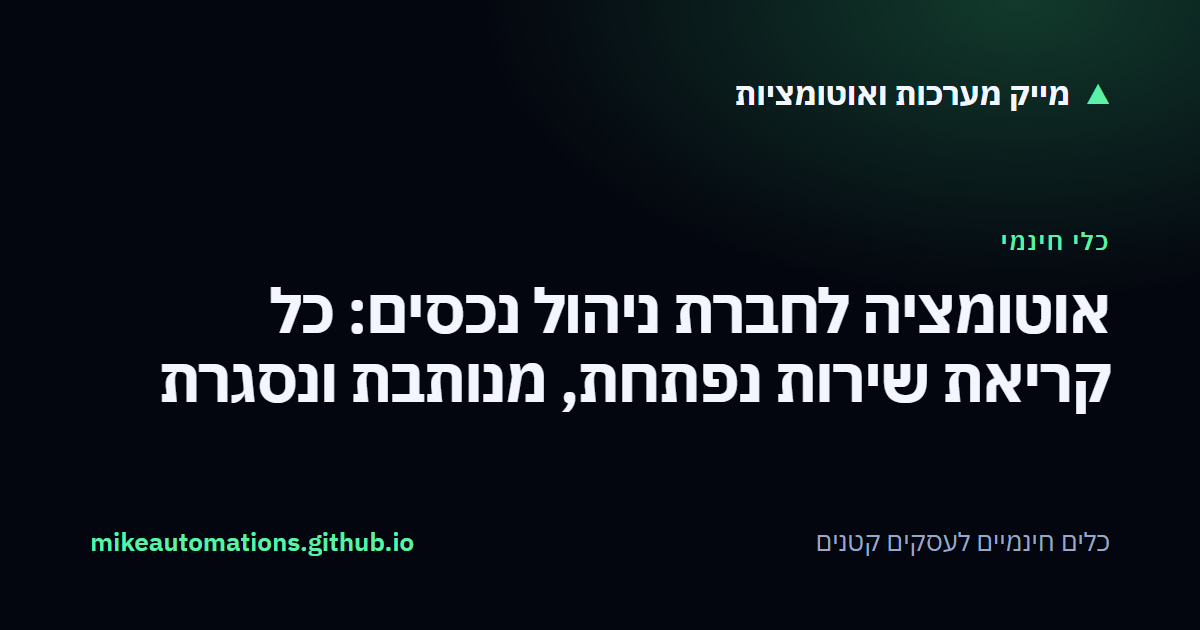 מייק מערכות ואוטומציות
כלי חינמי
אוטומציה לחברת ניהול נכסים: כל
קריאת שירות נפתחת, מנותבת ונסגרת
כלים חינמיים לעסקים קטנים
mikeautomations.github.io